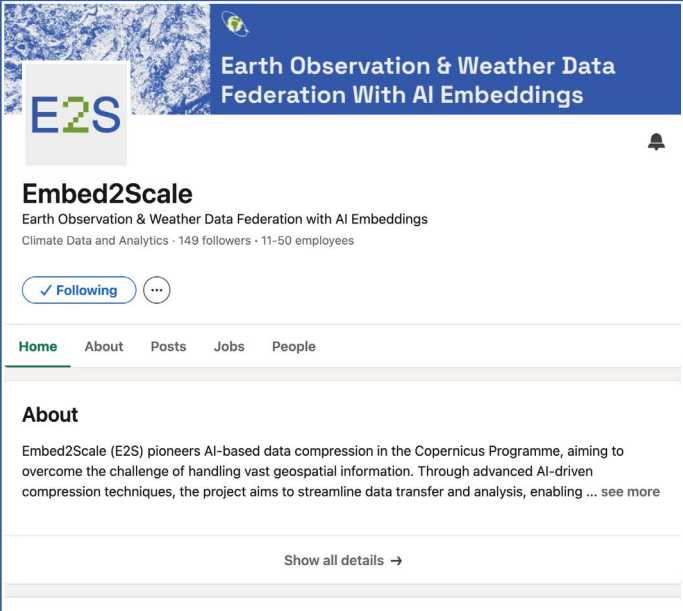 Earth Observation & Weather Data
Federation With AI Embeddings
E2S
Embed2Scale
Earth Observation & Weather Data Federation with AI Embeddings
Climate Data and Analytics · 149 followers · 11-50 employees
✓ Following
...
Home About Posts Jobs People
About
Embed2Scale (E2S) pioneers AI-based data compression in the Copernicus Programme, aiming to
overcome the challenge of handling vast geospatial information. Through advanced AI-driven
compression techniques, the project aims to streamline data transfer and analysis, enabling ... see more
Show all details →